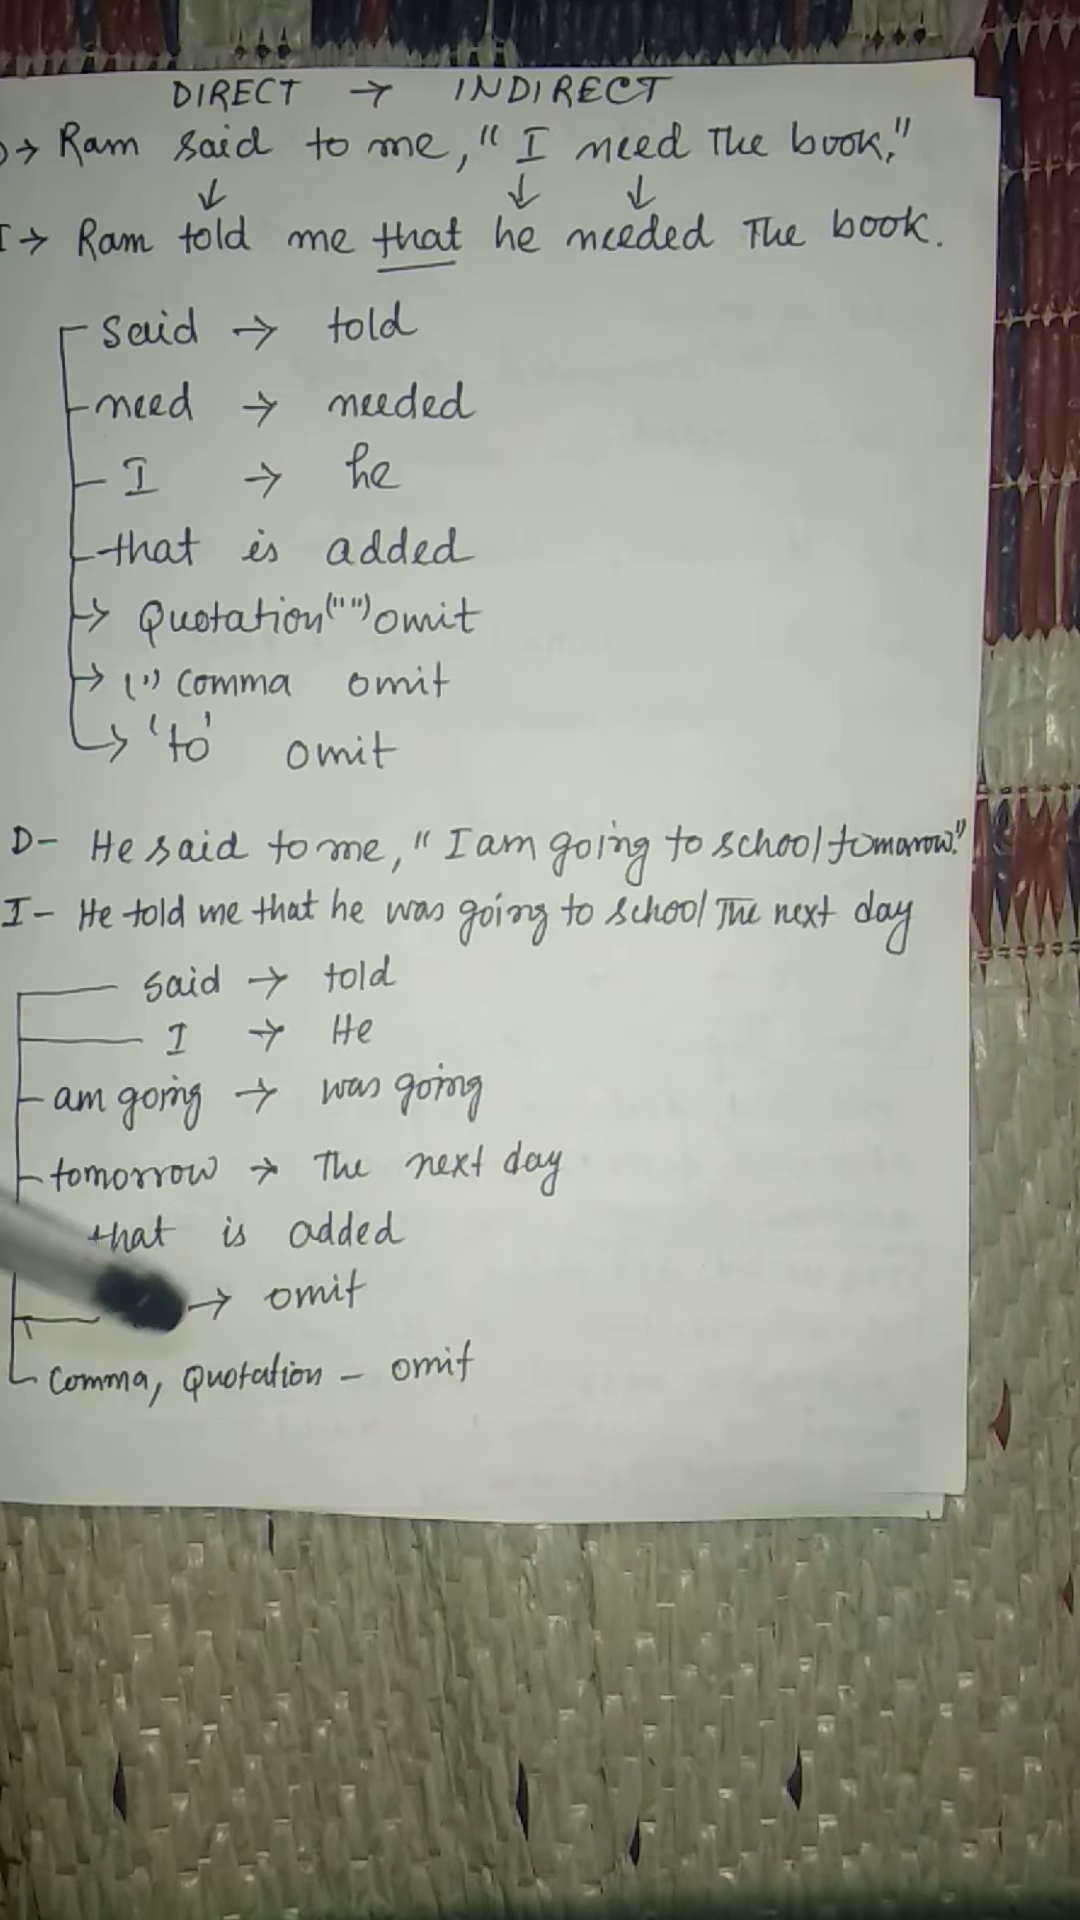 DIRECT → INDIRECT
→ Ram said to me, " I need The book."
↓ ↓ ↓
I → Ram told me that he needed The book.
said → told
need → needed
I → he
that is added
→ Quotation("") omit
→ (,) comma omit
→ 'to' omit
D- He said to me, " I am going to school tomarow."
I - He told me that he was going to school The next day
said → told
I → He
am going → was going
tomorrow → The next day
that is added
→ omit
Comma, Quotation - omit